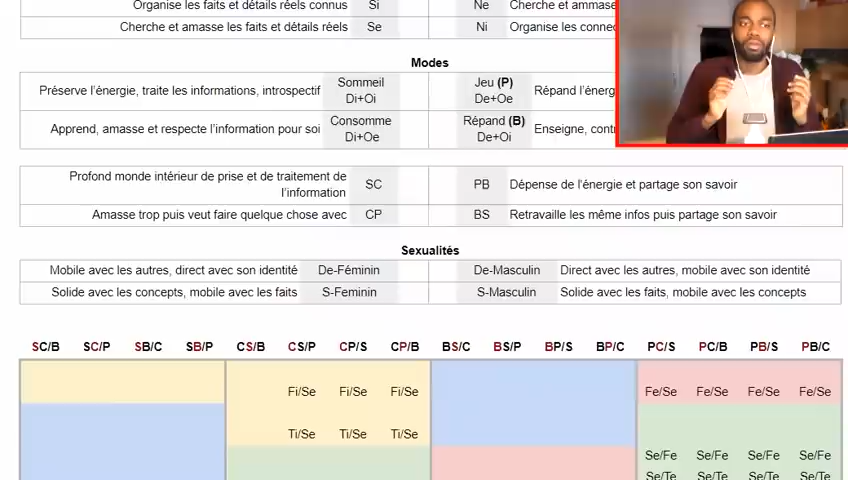 Organise les faits et détails réels connus Si Ne Cherche et ammase
Cherche et amasse les faits et détails réels Se Ni Organise les
Modes
Préserve l'énergie, traite les informations, introspectif Sommeil Di+Oi Jeu (P) De+Oe Répand
Apprend, amasse et respecte l'information pour soi Consomme Di+Oe Répand (B) De+Oi Enseigne,
Profond monde intérieur de prise et de traitement de l'information SC PB Dépense de l'énergie et partage son savoir
Amasse trop puis veut faire quelque chose avec CP BS Retravaille les même infos puis partage son savoir
Sexualités
Mobile avec les autres, direct avec son identité De-Féminin De-Masculin Direct avec les autres, mobile avec son identité
Solide avec les concepts, mobile avec les faits S-Feminin S-Masculin Solide avec les faits, mobile avec les concepts
SC/B SC/P SB/C SB/P CS/B CS/P CP/S CP/B BS/C BS/P BP/S BP/C PC/S PC/B PB/S PB/C
Fi/Se Fi/Se Fi/Se Fe/Se Fe/Se Fe/Se Fe/Se
Ti/Se Ti/Se Ti/Se
Se/Fe Se/Fe Se/Fe Se/Fe
Se/Te Se/Te Se/Te Se/Te